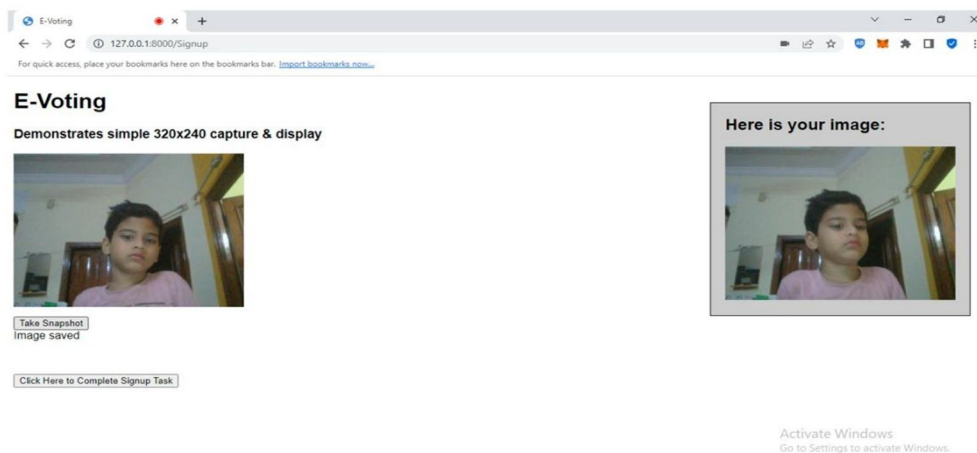 E-Voting
127.0.0.1:8000/Signup
For quick access, place your bookmarks here on the bookmarks bar. Import bookmarks now...
E-Voting
Demonstrates simple 320x240 capture & display
Here is your image:
Take Snapshot
Image saved
Click Here to Complete Signup Task
Activate Windows
Go to Settings to activate Windows.